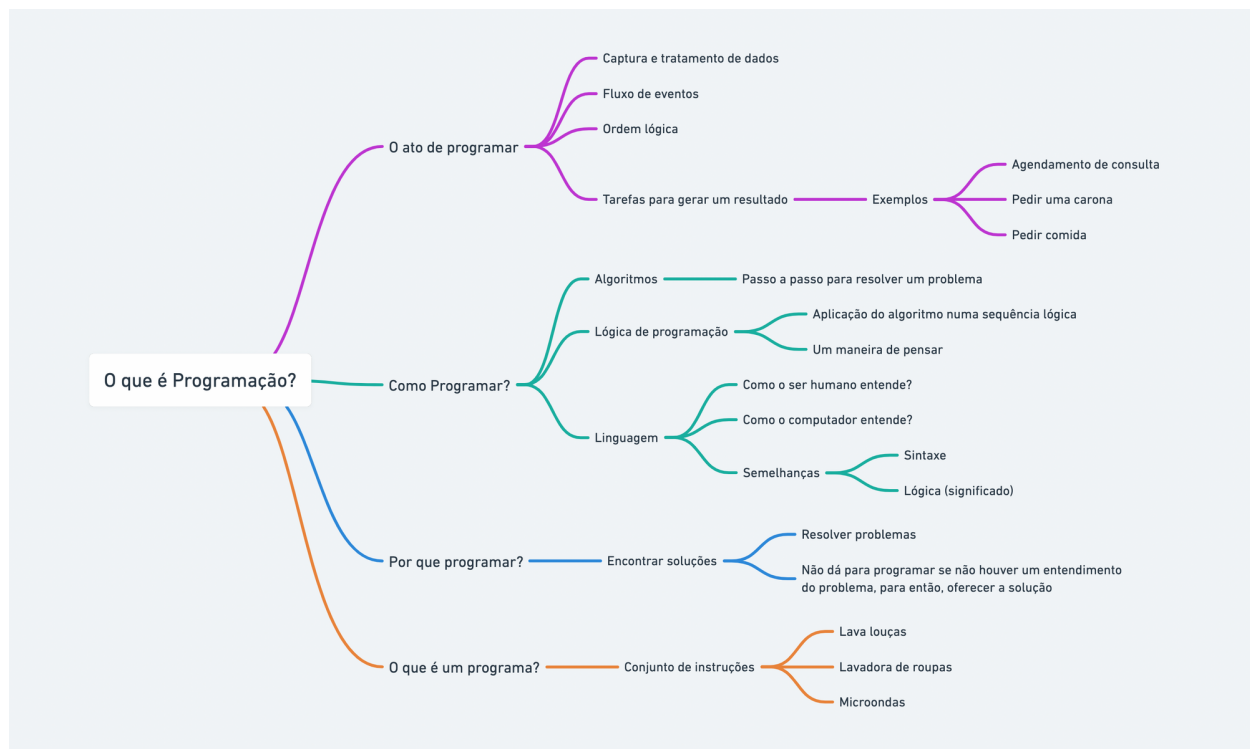 O que é Programação?
O ato de programar
Captura e tratamento de dados
Fluxo de eventos
Ordem lógica
Tarefas para gerar um resultado
Exemplos
Agendamento de consulta
Pedir uma carona
Pedir comida
Como Programar?
Algoritmos
Passo a passo para resolver um problema
Lógica de programação
Aplicação do algoritmo numa sequência lógica
Um maneira de pensar
Linguagem
Como o ser humano entende?
Como o computador entende?
Semelhanças
Sintaxe
Lógica (significado)
Por que programar?
Encontrar soluções
Resolver problemas
Não dá para programar se não houver um entendimento
do problema, para então, oferecer a solução
O que é um programa?
Conjunto de instruções
Lava louças
Lavadora de roupas
Microondas